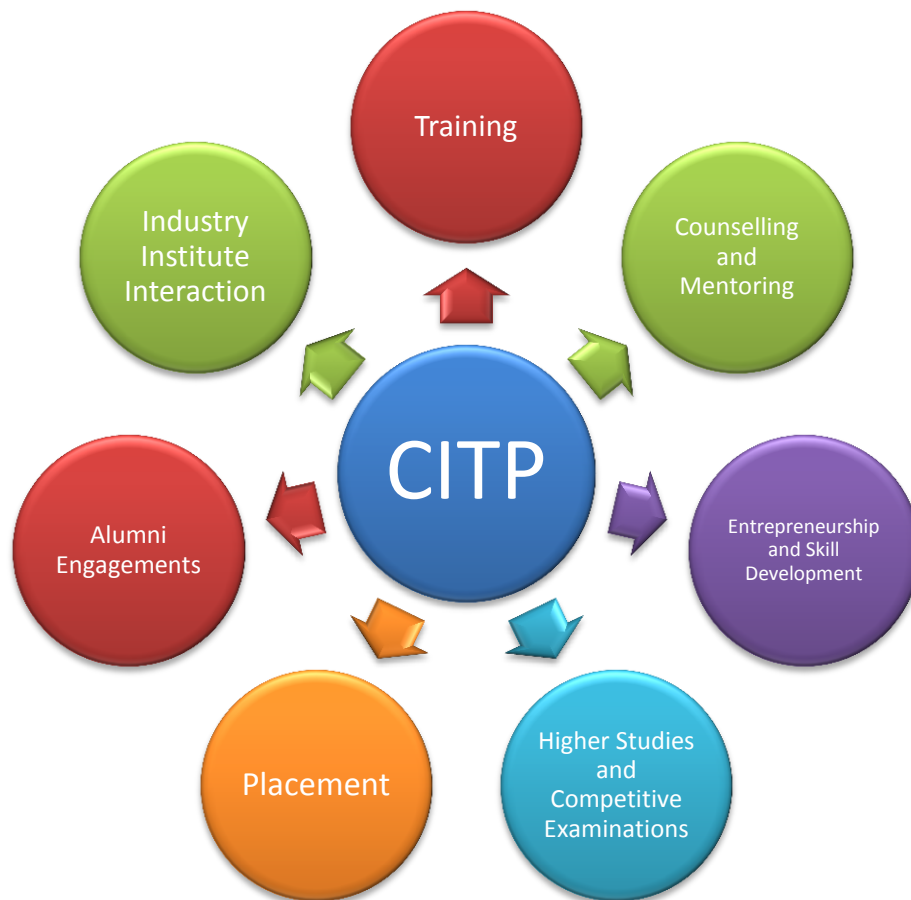 Training
Counselling
and
Mentoring
Entrepreneurship
and Skill
Development
Higher Studies
and
Competitive
Examinations
Placement
Alumni
Engagements
Industry
Institute
Interaction
CITP